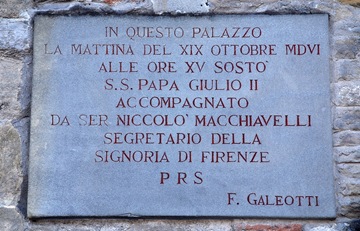 IN QUESTO PALAZZO
LA MATTINA DEL XIX OTTOBRE MDVI
ALLE ORE XV SOSTO'
S.S. PAPA GIULIO II
ACCOMPAGNATO
DA SER NICCOLO' MACCHIAVELLI
SEGRETARIO DELLA
SIGNORIA DI FIRENZE
P R S
F. GALEOTTI